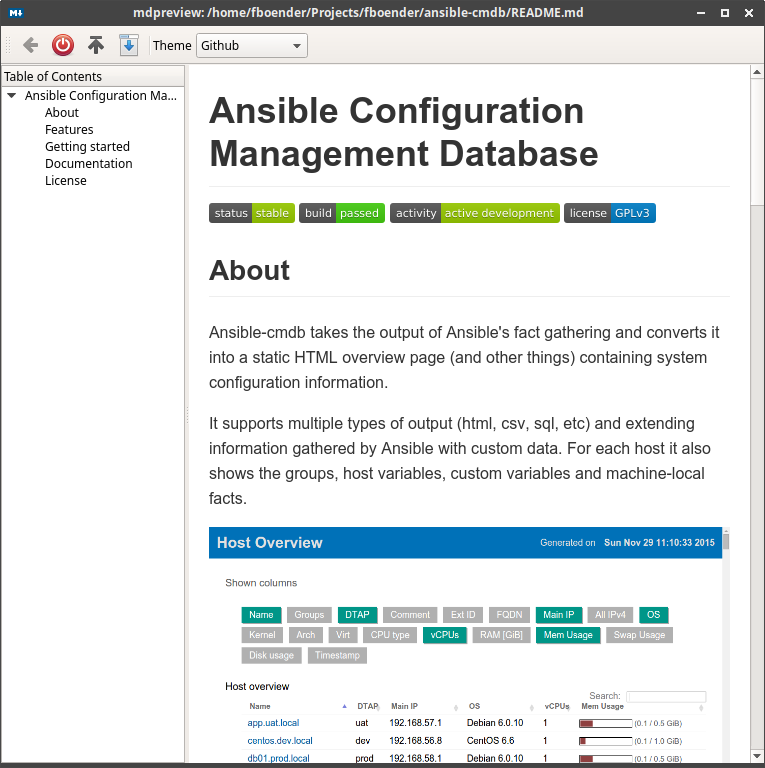 M+
mdpreview: /home/fboender/Projects/fboender/ansible-cmdb/README.md
Theme Github
Table of Contents
Ansible Configuration Ma...
About
Features
Getting started
Documentation
License
Ansible Configuration
Management Database
status stable build passed activity active development license GPLv3
About
Ansible-cmdb takes the output of Ansible's fact gathering and converts it
into a static HTML overview page (and other things) containing system
configuration information.
It supports multiple types of output (html, csv, sql, etc) and extending
information gathered by Ansible with custom data. For each host it also
shows the groups, host variables, custom variables and machine-local
facts.
Host Overview Generated on Sun Nov 29 11:10:33 2015
Shown columns
Name Groups DTAP Comment Ext ID FQDN Main IP All IPv4 OS
Kernel Arch Virt CPU type vCPUs RAM [GiB] Mem Usage Swap Usage
Disk usage Timestamp
Host overview
Search:
Name DTAP Main IP OS vCPUs Mem Usage
app.uat.local uat 192.168.57.1 Debian 6.0.10 1 (0.1 / 0.5 GiB)
centos.dev.local dev 192.168.56.8 CentOS 6.6 1 (0.1 / 1.0 GiB)
db01.prod.local prod 192.168.58.1 Debian 6.0.10 1 (0.1 / 0.5 GiB)